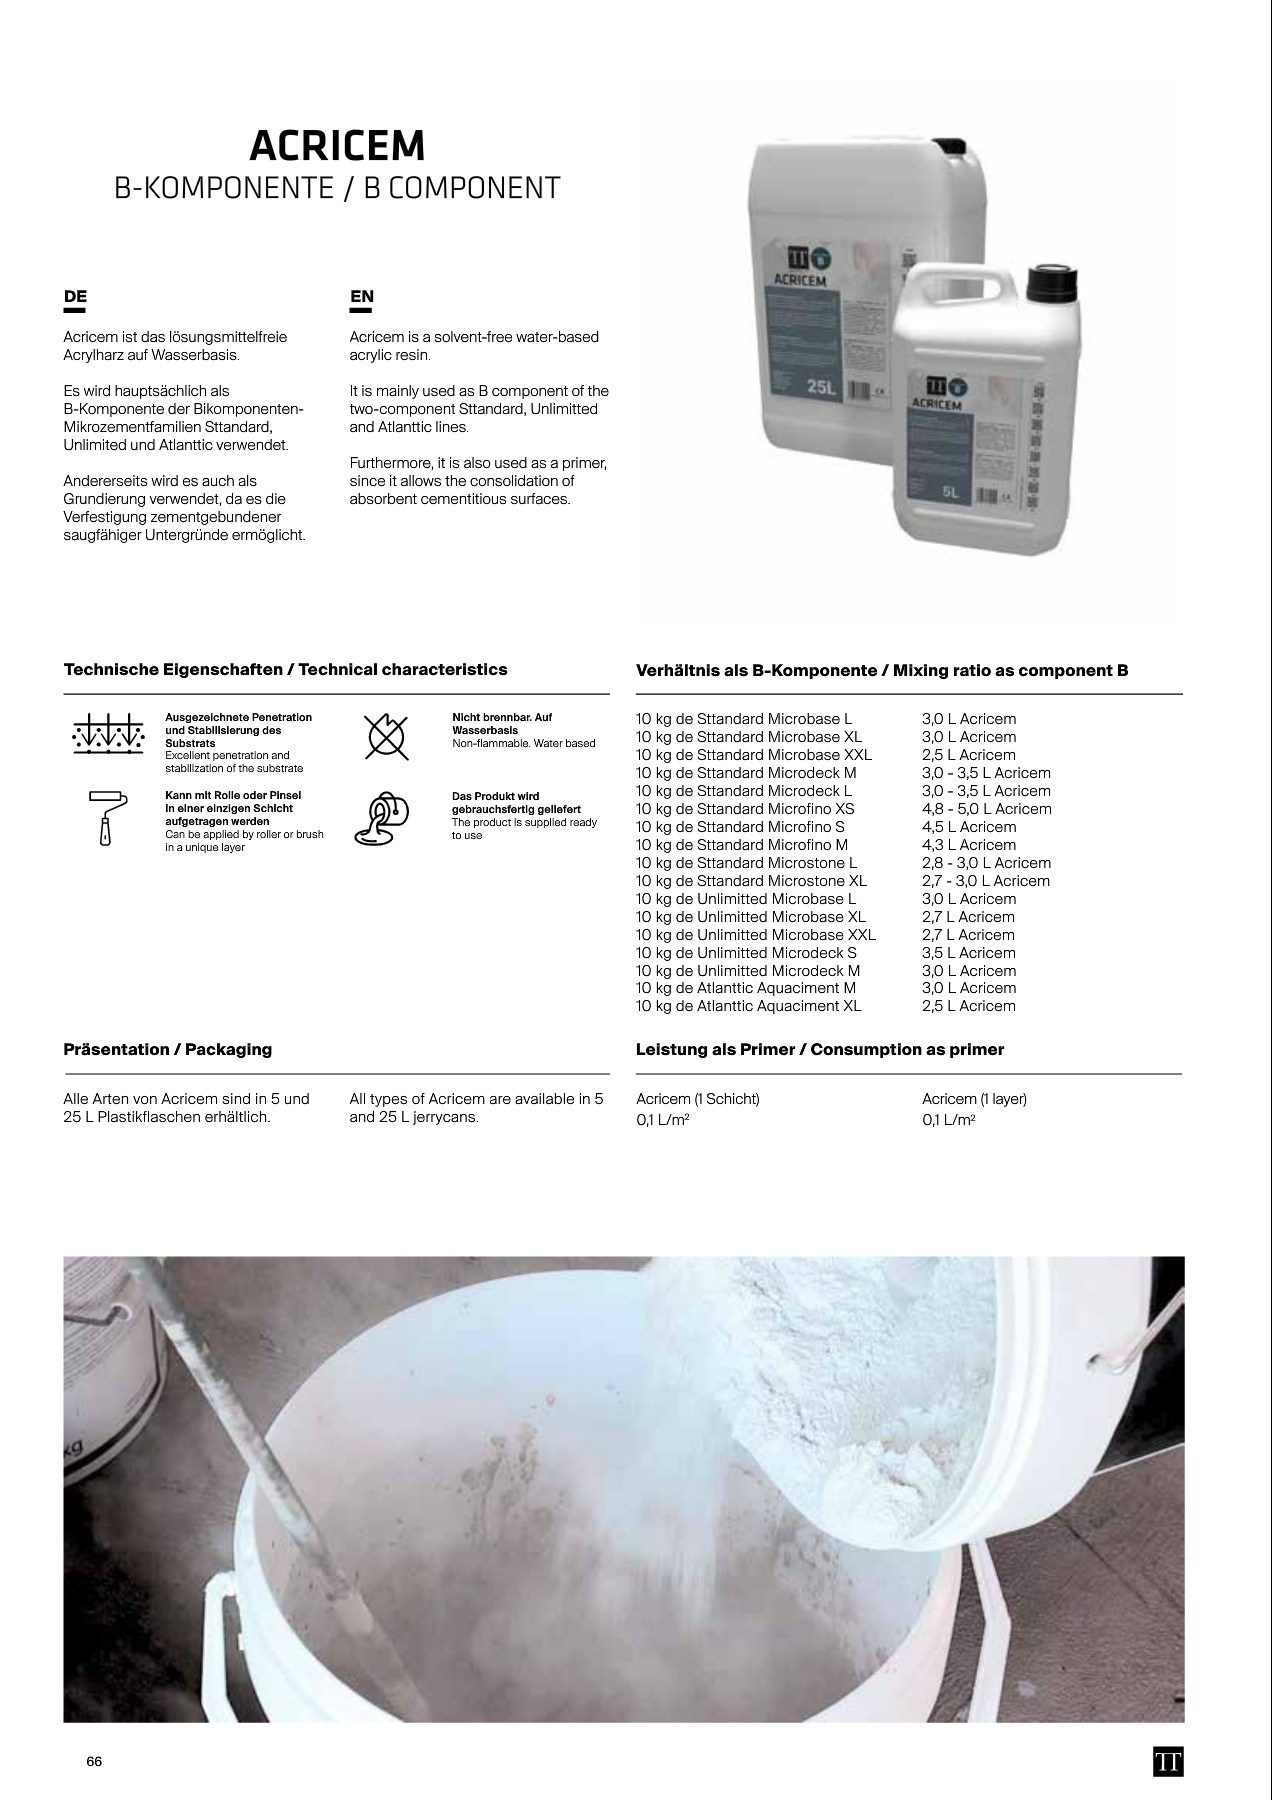 ACRICEM
B-KOMPONENTE / B COMPONENT
DE
Acricem ist das lösungsmittelfreie
Acrylharz auf Wasserbasis.
Es wird hauptsächlich als
B-Komponente der Bikomponenten-
Mikrozementfamilien Sttandard,
Unlimited und Atlanttic verwendet.
Andererseits wird es auch als
Grundierung verwendet, da es die
Verfestigung zementgebundener
saugfähiger Untergründe ermöglicht.
EN
Acricem is a solvent-free water-based
acrylic resin.
It is mainly used as B component of the
two-component Sttandard, Unlimitted
and Atlanttic lines.
Furthermore, it is also used as a primer,
since it allows the consolidation of
absorbent cementitious surfaces.
TT
ACRICEM
25L
TT
ACRICEM
5L
Technische Eigenschaften / Technical characteristics
Ausgezeichnete Penetration
und Stabilisierung des
Substrats
Excellent penetration and
stabilization of the substrate
Nicht brennbar. Auf
Wasserbasis
Non-flammable. Water based
Kann mit Rolle oder Pinsel
in einer einzigen Schicht
aufgetragen werden
Can be applied by roller or brush
in a unique layer
Das Produkt wird
gebrauchsfertig geliefert
The product is supplied ready
to use
Verhältnis als B-Komponente / Mixing ratio as component B
10 kg de Sttandard Microbase L 3,0 L Acricem
10 kg de Sttandard Microbase XL 3,0 L Acricem
10 kg de Sttandard Microbase XXL 2,5 L Acricem
10 kg de Sttandard Microdeck M 3,0 - 3,5 L Acricem
10 kg de Sttandard Microdeck L 3,0 - 3,5 L Acricem
10 kg de Sttandard Microfino XS 4,8 - 5,0 L Acricem
10 kg de Sttandard Microfino S 4,5 L Acricem
10 kg de Sttandard Microfino M 4,3 L Acricem
10 kg de Sttandard Microstone L 2,8 - 3,0 L Acricem
10 kg de Sttandard Microstone XL 2,7 - 3,0 L Acricem
10 kg de Unlimitted Microbase L 3,0 L Acricem
10 kg de Unlimitted Microbase XL 2,7 L Acricem
10 kg de Unlimitted Microbase XXL 2,7 L Acricem
10 kg de Unlimitted Microdeck S 3,5 L Acricem
10 kg de Unlimitted Microdeck M 3,0 L Acricem
10 kg de Atlanttic Aquaciment M 3,0 L Acricem
10 kg de Atlanttic Aquaciment XL 2,5 L Acricem
Präsentation / Packaging
Alle Arten von Acricem sind in 5 und
25 L Plastikflaschen erhältlich.
All types of Acricem are available in 5
and 25 L jerrycans.
Leistung als Primer / Consumption as primer
Acricem (1 Schicht)
0,1 L/m²
Acricem (1 layer)
0,1 L/m²
kg
66
TT